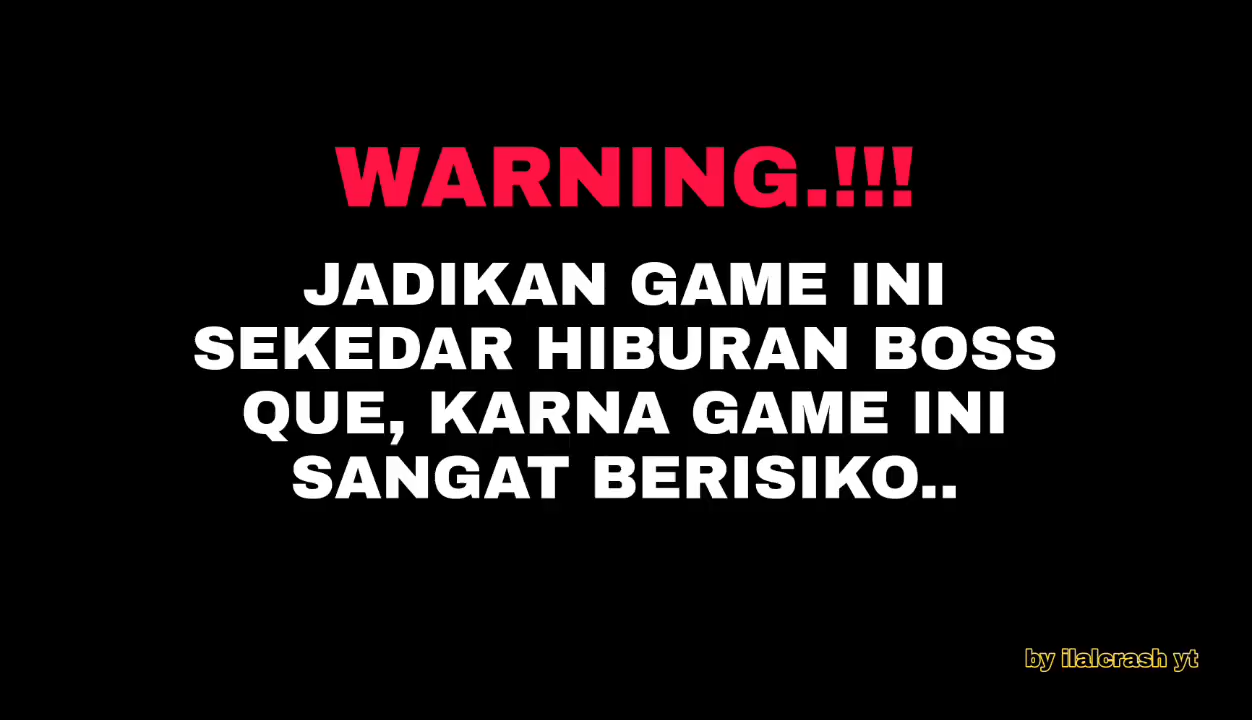 WARNING.!!!
JADIKAN GAME INI
SEKEDAR HIBURAN BOSS
QUE, KARNA GAME INI
SANGAT BERISIKO..
by ilalcrash yt